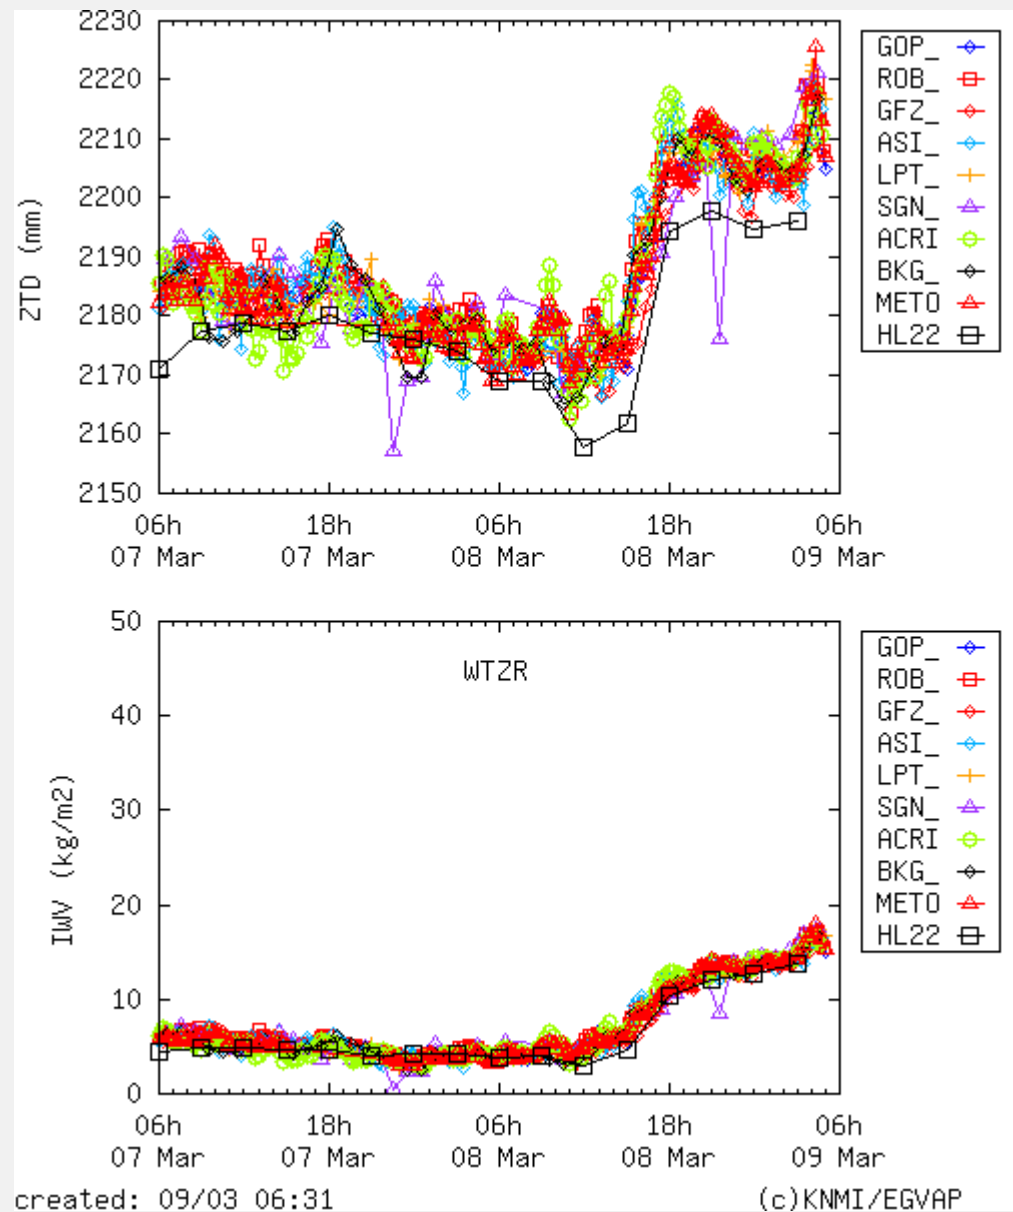 2230
2220
2210
2200
2190
2180
2170
2160
2150
ZTD (mm)
06h 18h 06h 18h 06h
07 Mar 07 Mar 08 Mar 08 Mar 09 Mar
GOP_
ROB_
GFZ_
ASI_
LPT_
SGN_
ACRI
BKG_
METO
HL22
50
40
30
20
10
0
IWV (kg/m2)
WTZR
06h 18h 06h 18h 06h
07 Mar 07 Mar 08 Mar 08 Mar 09 Mar
GOP_
ROB_
GFZ_
ASI_
LPT_
SGN_
ACRI
BKG_
METO
HL22
created: 09/03 06:31 (c)KNMI/EGVAP